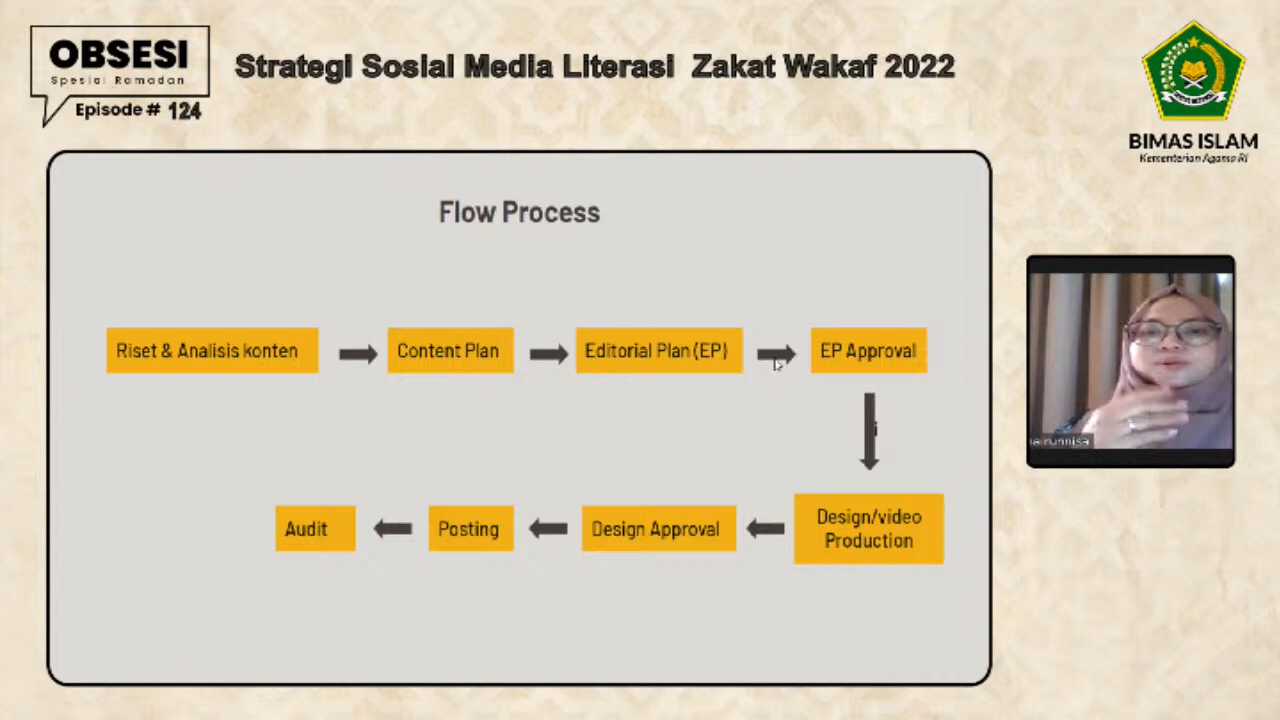 OBSESI
Spesial Ramadan
Episode # 124
Strategi Sosial Media Literasi Zakat Wakaf 2022
BIMAS ISLAM
Kementerian Agama RI
Flow Process
Riset & Analisis konten
Content Plan
Editorial Plan (EP)
EP Approval
Design/video
Production
Design Approval
Posting
Audit
airunnisa